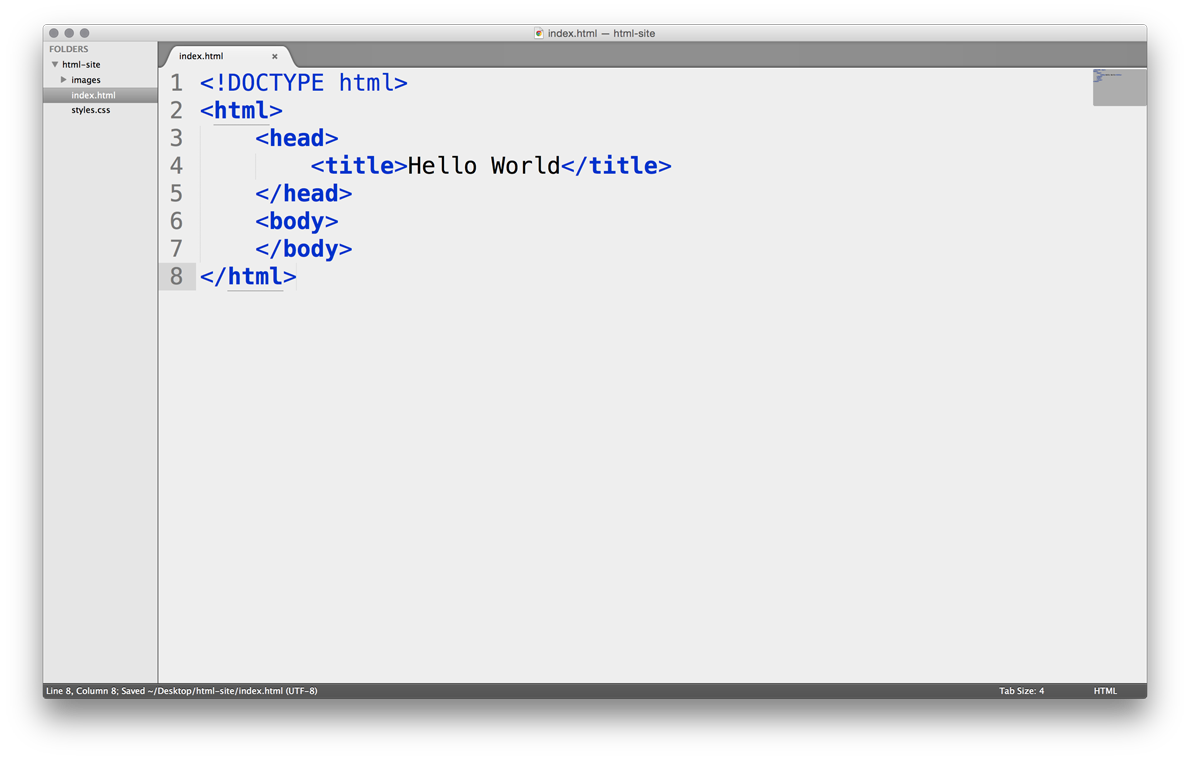 index.html — html-site
FOLDERS
html-site
images
index.html
styles.css
index.html
1 <!DOCTYPE html>
2 <html>
3 <head>
4 <title>Hello World</title>
5 </head>
6 <body>
7 </body>
8 </html>
Line 8, Column 8; Saved ~/Desktop/html-site/index.html (UTF-8)
Tab Size: 4
HTML